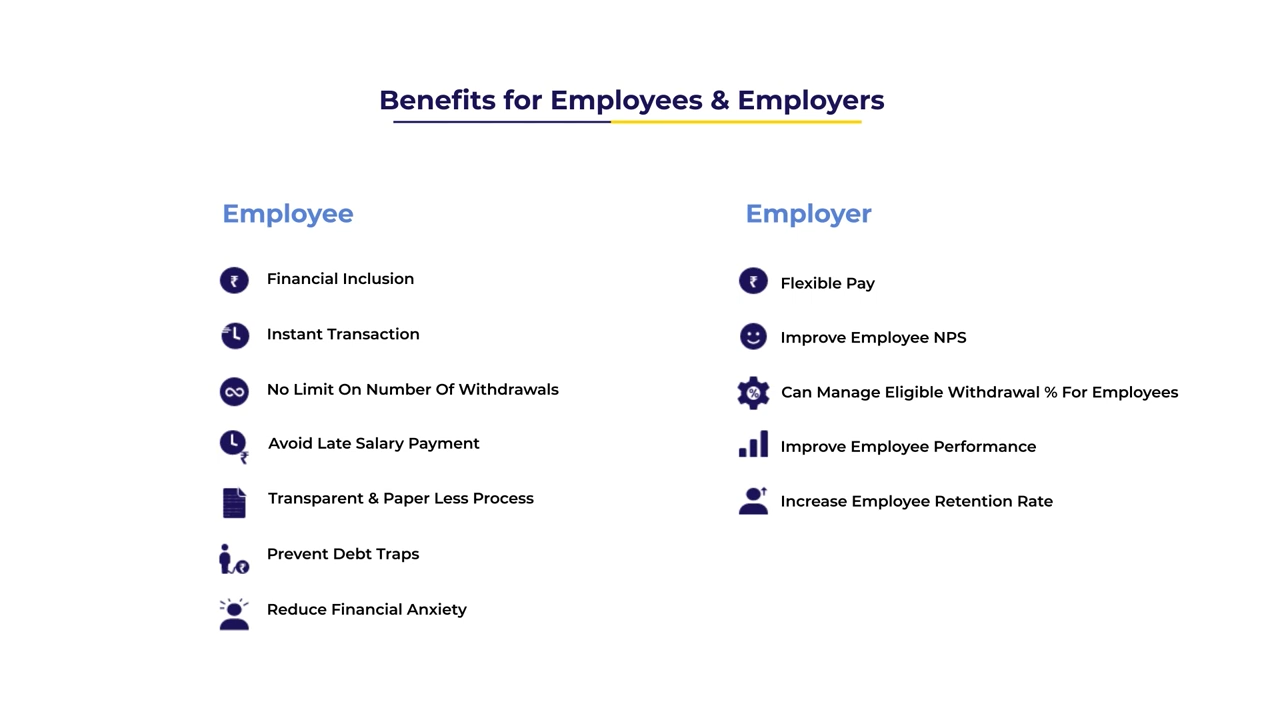 Benefits for Employees & Employers
Employee
Financial Inclusion
Instant Transaction
No Limit On Number Of Withdrawals
Avoid Late Salary Payment
Transparent & Paper Less Process
Prevent Debt Traps
Reduce Financial Anxiety
Employer
Flexible Pay
Improve Employee NPS
Can Manage Eligible Withdrawal % For Employees
Improve Employee Performance
Increase Employee Retention Rate